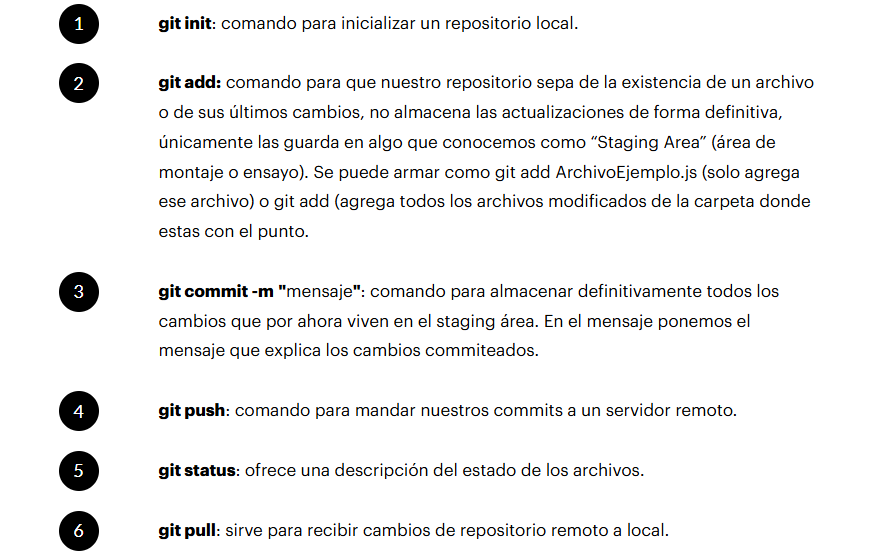 1 git init: comando para inicializar un repositorio local.
2 git add: comando para que nuestro repositorio sepa de la existencia de un archivo
o de sus últimos cambios, no almacena las actualizaciones de forma definitiva,
únicamente las guarda en algo que conocemos como “Staging Area” (área de
montaje o ensayo). Se puede armar como git add ArchivoEjemplo.js (solo agrega
ese archivo) o git add (agrega todos los archivos modificados de la carpeta donde
estas con el punto.
3 git commit -m "mensaje": comando para almacenar definitivamente todos los
cambios que por ahora viven en el staging área. En el mensaje ponemos el
mensaje que explica los cambios commiteados.
4 git push: comando para mandar nuestros commits a un servidor remoto.
5 git status: ofrece una descripción del estado de los archivos.
6 git pull: sirve para recibir cambios de repositorio remoto a local.